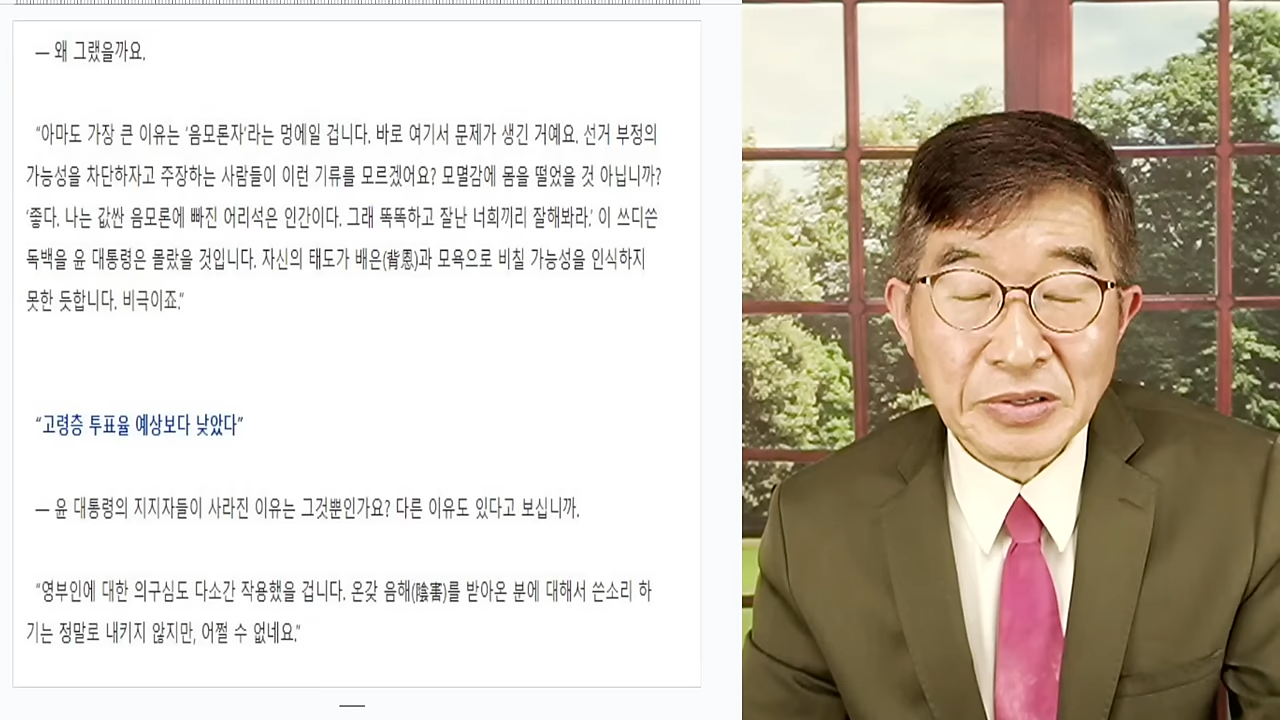 — 왜 그랬을까요.
“아마도 가장 큰 이유는 ‘음모론자’라는 멍에일 겁니다. 바로 여기서 문제가 생긴 거예요. 선거 부정의
가능성을 차단하자고 주장하는 사람들이 이런 기류를 모르겠어요? 모멸감에 몸을 떨었을 것 아닙니까?
‘좋다. 나는 값싼 음모론에 빠진 어리석은 인간이다. 그래 똑똑하고 잘난 너희끼리 잘해봐라.’ 이 쓰디쓴
독백을 윤 대통령은 몰랐을 것입니다. 자신의 태도가 배은(背恩)과 모욕으로 비칠 가능성을 인식하지
못한 듯합니다. 비극이죠.”
“고령층 투표율 예상보다 낮았다”
— 윤 대통령의 지지자들이 사라진 이유는 그것뿐인가요? 다른 이유도 있다고 보십니까.
“영부인에 대한 의구심도 다소간 작용했을 겁니다. 온갖 음해(陰害)를 받아온 분에 대해서 쓴소리 하
기는 정말로 내키지 않지만, 어쩔 수 없네요.”